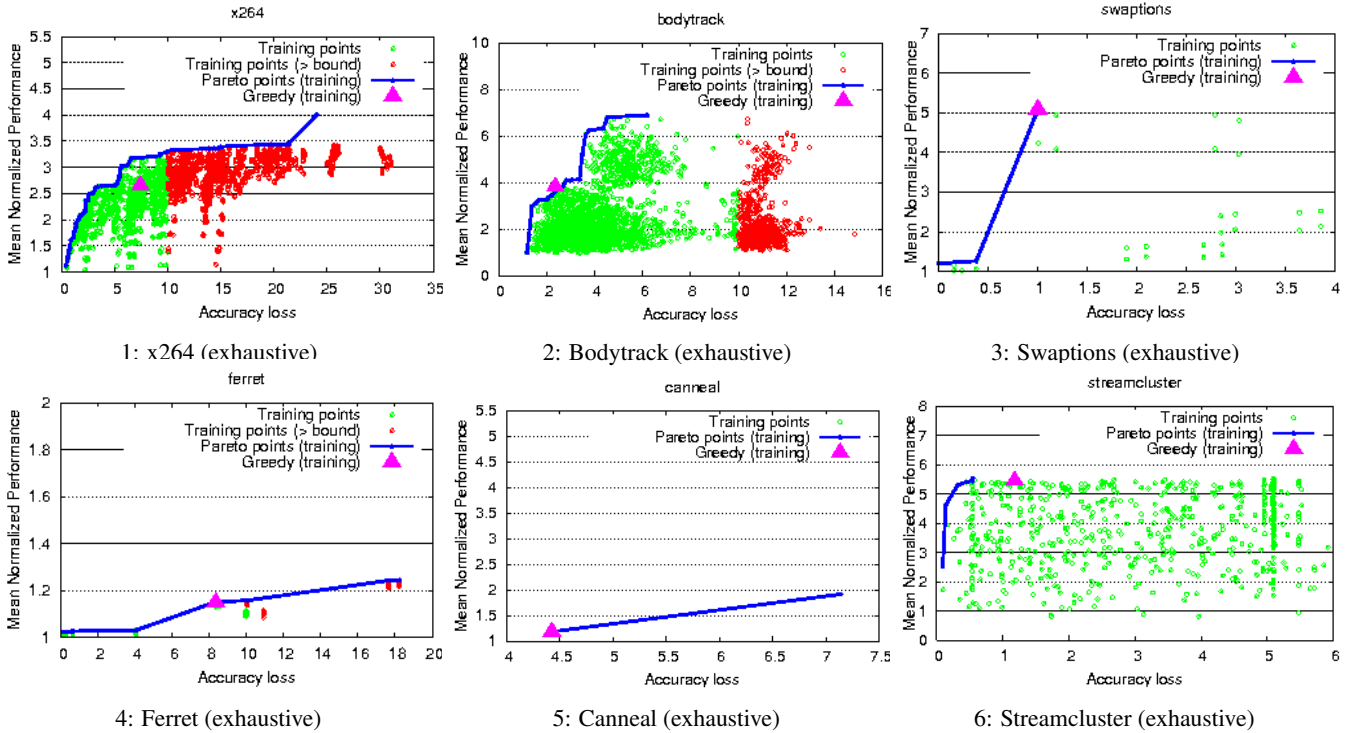 x264
Mean Normalized Performance
5.5
5
4.5
4
3.5
3
2.5
2
1.5
1
Training points
Training points (> bound)
Pareto points (training)
Greedy (training)
0 5 10 15 20 25 30 35
Accuracy loss
1: x264 (exhaustive)
bodytrack
Mean Normalized Performance
10
8
6
4
2
0
Training points
Training points (> bound)
Pareto points (training)
Greedy (training)
0 2 4 6 8 10 12 14 16
Accuracy loss
2: Bodytrack (exhaustive)
swaptions
Mean Normalized Performance
7
6
5
4
3
2
1
Training points
Pareto points (training)
Greedy (training)
0 0.5 1 1.5 2 2.5 3 3.5 4
Accuracy loss
3: Swaptions (exhaustive)
ferret
Mean Normalized Performance
2
1.8
1.6
1.4
1.2
1
Training points
Training points (> bound)
Pareto points (training)
Greedy (training)
0 2 4 6 8 10 12 14 16 18 20
Accuracy loss
4: Ferret (exhaustive)
canneal
Mean Normalized Performance
5.5
5
4.5
4
3.5
3
2.5
2
1.5
1
Training points
Pareto points (training)
Greedy (training)
4 4.5 5 5.5 6 6.5 7 7.5
Accuracy loss
5: Canneal (exhaustive)
streamcluster
Mean Normalized Performance
8
7
6
5
4
3
2
1
0
Training points
Pareto points (training)
Greedy (training)
0 1 2 3 4 5 6
Accuracy loss
6: Streamcluster (exhaustive)